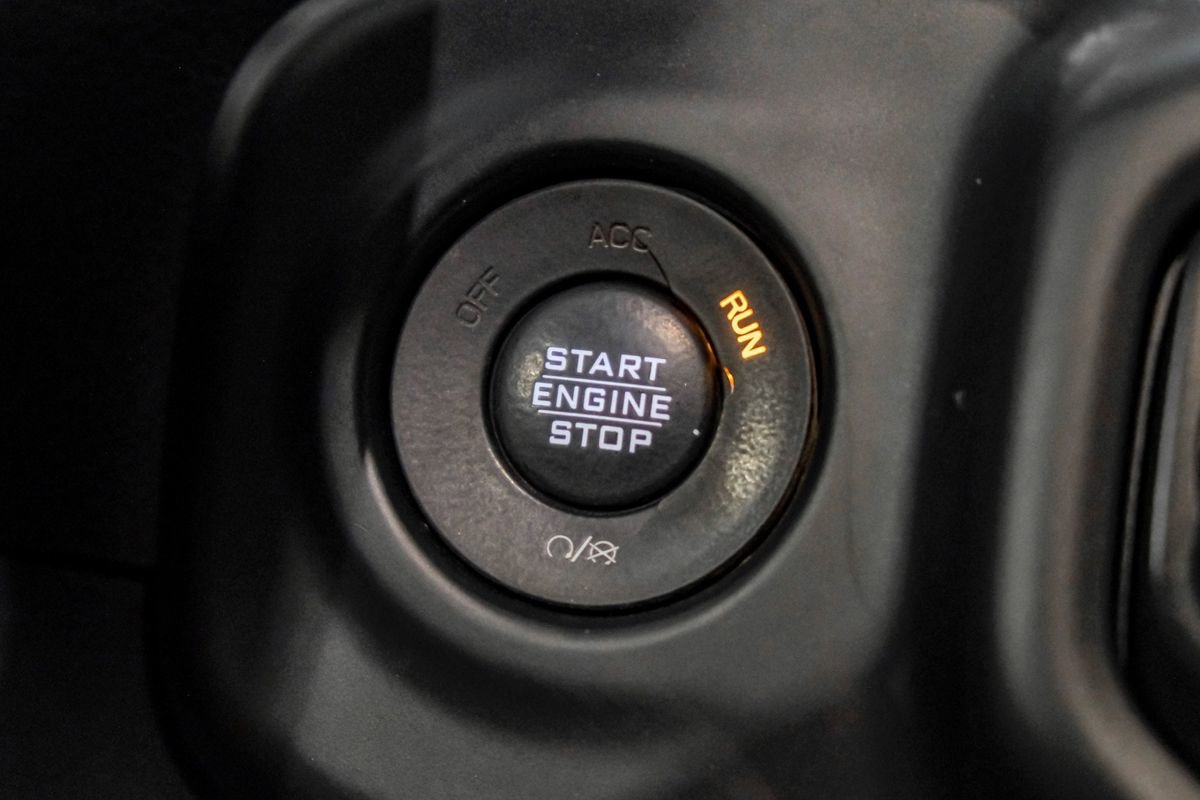 ACC
OFF
RUN
START
ENGINE
STOP